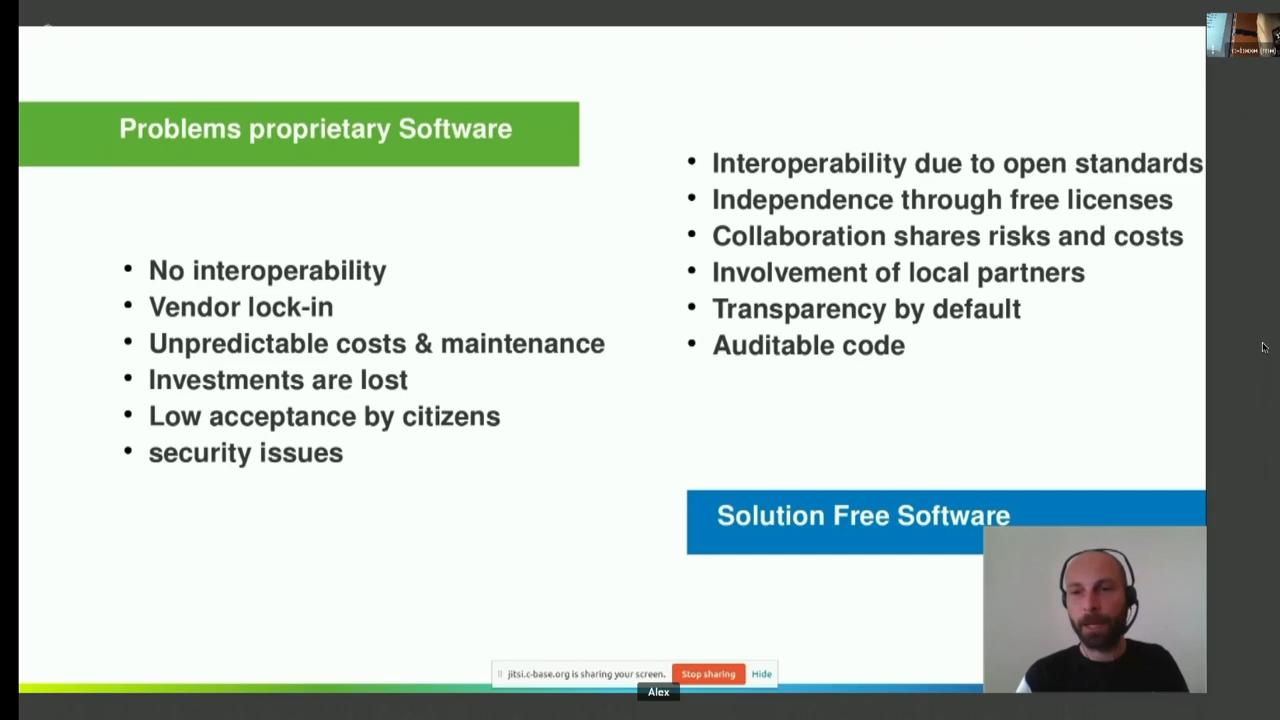 Problems proprietary Software
• No interoperability
• Vendor lock-in
• Unpredictable costs & maintenance
• Investments are lost
• Low acceptance by citizens
• security issues
• Interoperability due to open standards
• Independence through free licenses
• Collaboration shares risks and costs
• Involvement of local partners
• Transparency by default
• Auditable code
Solution Free Software
jitsi.c-base.org is sharing your screen. Stop sharing Hide
Alex
c-base (me)